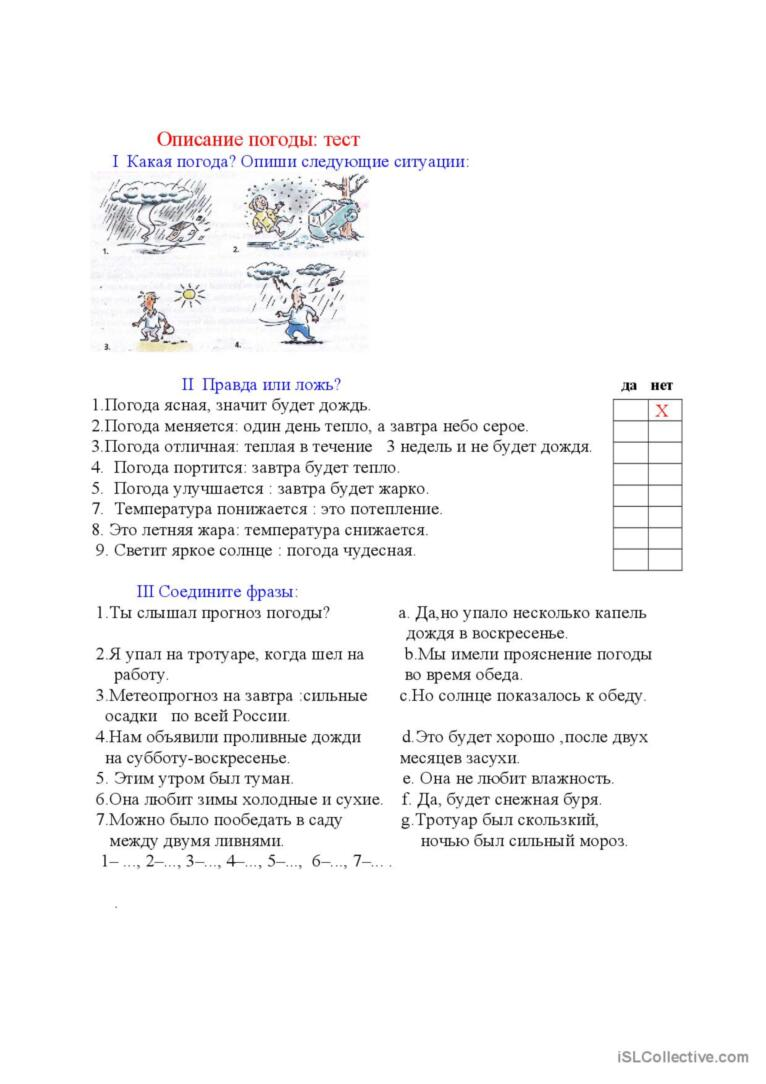 Описание погоды: тест
I Какая погода? Опиши следующие ситуации:
1.
2.
3.
4.
II Правда или ложь?
да нет
1.Погода ясная, значит будет дождь.
X
2.Погода меняется: один день тепло, а завтра небо серое.
3.Погода отличная: теплая в течение 3 недель и не будет дождя.
4. Погода портится: завтра будет тепло.
5. Погода улучшается : завтра будет жарко.
7. Температура понижается : это потепление.
8. Это летняя жара: температура снижается.
9. Светит яркое солнце : погода чудесная.
III Соедините фразы:
1.Ты слышал прогноз погоды?
a. Да,но упало несколько капель
дождя в воскресенье.
2.Я упал на тротуаре, когда шел на
работу.
b.Мы имели прояснение погоды
во время обеда.
3.Метеопрогноз на завтра :сильные
осадки по всей России.
c.Но солнце показалось к обеду.
4.Нам объявили проливные дожди
на субботу-воскресенье.
d.Это будет хорошо ,после двух
месяцев засухи.
5. Этим утром был туман.
e. Она не любит влажность.
6.Она любит зимы холодные и сухие.
f. Да, будет снежная буря.
7.Можно было пообедать в саду
между двумя ливнями.
g.Тротуар был скользкий,
ночью был сильный мороз.
1– ..., 2–..., 3–..., 4–..., 5–..., 6–..., 7–... .
.
iSLCollective.com